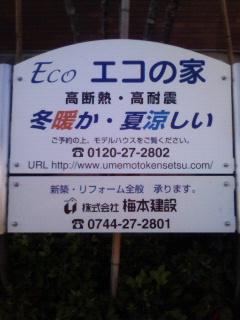 Eco エコの家
高断熱・高耐震
冬暖か・夏涼しい
ご予約の上、モデルハウスをご覧ください。
☎ 0120-27-2802
URL http://www.umemotokensetsu.com/
新築・リフォーム全般 承ります。
株式会社 梅本建設
☎ 0744-27-2801